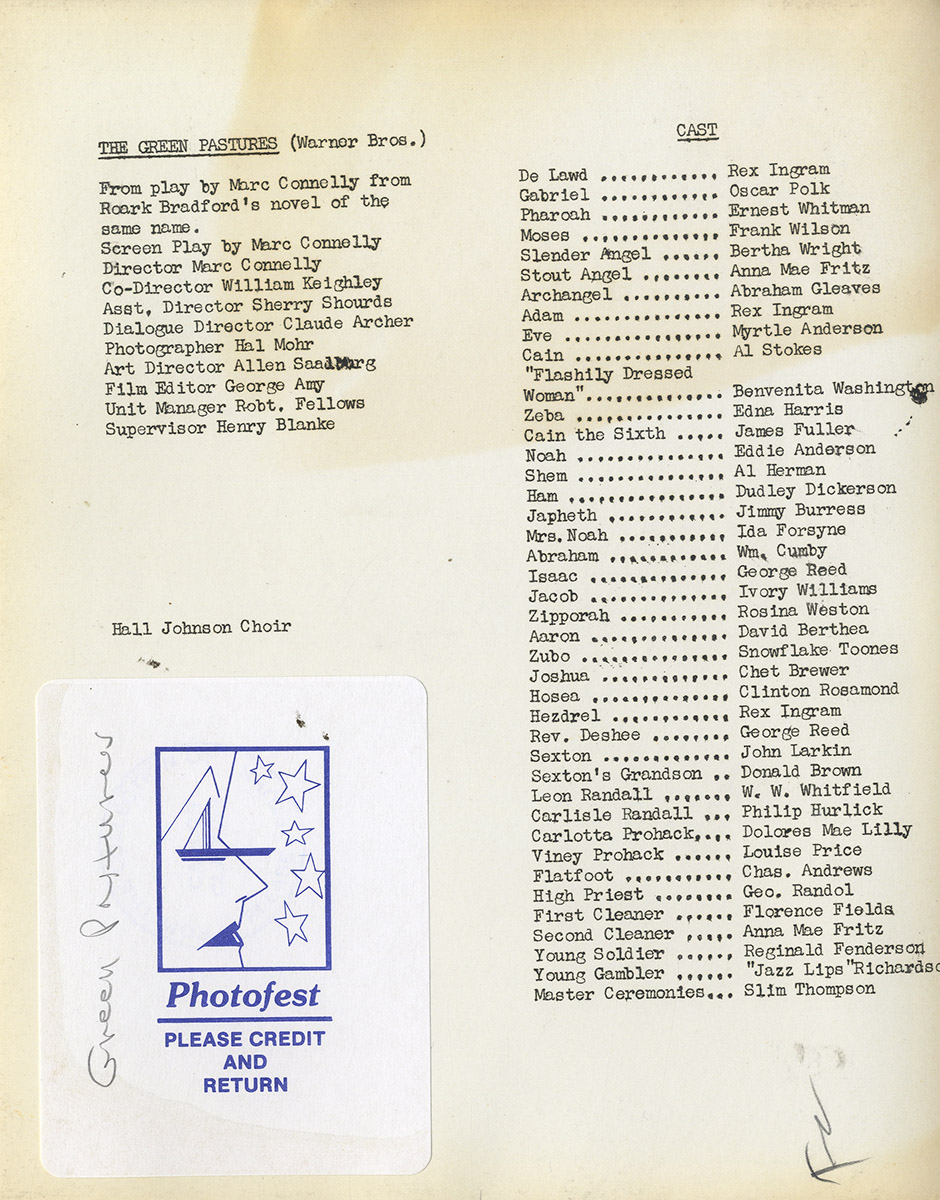 THE GREEN PASTURES (Warner Bros.)
From play by Marc Connelly from
Roark Bradford's novel of the
same name.
Screen Play by Marc Connelly
Director Marc Connelly
Co-Director William Keighley
Asst. Director Sherry Shourds
Dialogue Director Claude Archer
Photographer Hal Mohr
Art Director Allen
Film Editor George Amy
Unit Manager Robt. Fellows
Supervisor Henry Blanke
Hall Johnson Choir
CAST
De Lawd ............ Rex Ingram
Gabriel ............ Oscar Polk
Pharoah ............ Ernest Whitman
Moses .............. Frank Wilson
Slender Angel ...... Bertha Wright
Stout Angel ........ Anna Mae Fritz
Archangel .......... Abraham Gleaves
Adam ............... Rex Ingram
Eve ................ Myrtle Anderson
Cain ............... Al Stokes
"Flashily Dressed
Woman".............. Benvenita Washington
Zeba ............... Edna Harris
Cain the Sixth ..... James Fuller
Noah ............... Eddie Anderson
Shem ............... Al Herman
Ham ................ Dudley Dickerson
Japheth ............ Jimmy Burress
Mrs. Noah ........... Ida Forsyne
Abraham ............ Wm. Cumby
Isaac .............. George Reed
Jacob .............. Ivory Williams
Zipporah ........... Rosina Weston
Aaron .............. David Berthea
Zubo ............... Snowflake Toones
Joshua ............. Chet Brewer
Hosea .............. Clinton Rosamond
Hezdrel ............ Rex Ingram
Rev. Deshee ........ George Reed
Sexton ............. John Larkin
Sexton's Grandson .. Donald Brown
Leon Randall ....... W. W. Whitfield
Carlisle Randall ... Philip Hurlick
Carlotta Prohack.... Dolores Mae Lilly
Viney Prohack ...... Louise Price
Flatfoot ........... Chas. Andrews
High Priest ........ Geo. Randol
First Cleaner ...... Florence Fields
Second Cleaner ..... Anna Mae Fritz
Young Soldier ...... Reginald Fenderson
Young Gambler ...... "Jazz Lips"Richardso
Master Ceremonies... Slim Thompson
Green Pastures
Photofest
PLEASE CREDIT
AND
RETURN